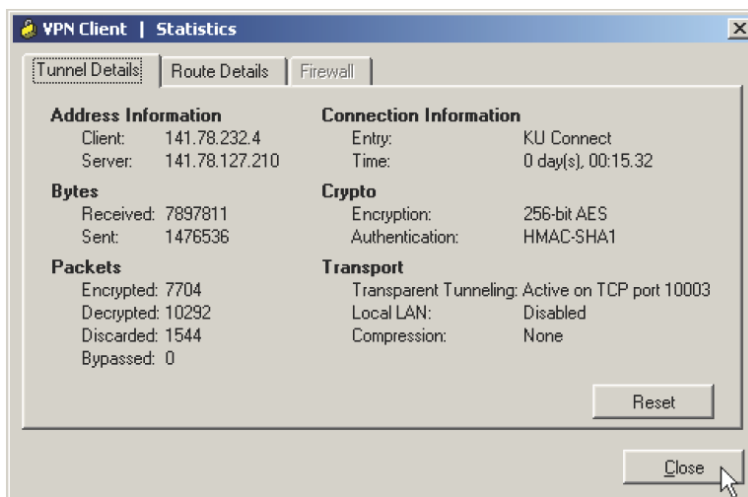 VPN Client | Statistics
Tunnel Details
Route Details
Firewall
Address Information
Client: 141.78.232.4
Server: 141.78.127.210
Bytes
Received: 7897811
Sent: 1476536
Packets
Encrypted: 7704
Decrypted: 10292
Discarded: 1544
Bypassed: 0
Connection Information
Entry: KU Connect
Time: 0 day(s), 00:15.32
Crypto
Encryption: 256-bit AES
Authentication: HMAC-SHA1
Transport
Transparent Tunneling: Active on TCP port 10003
Local LAN: Disabled
Compression: None
Reset
Close